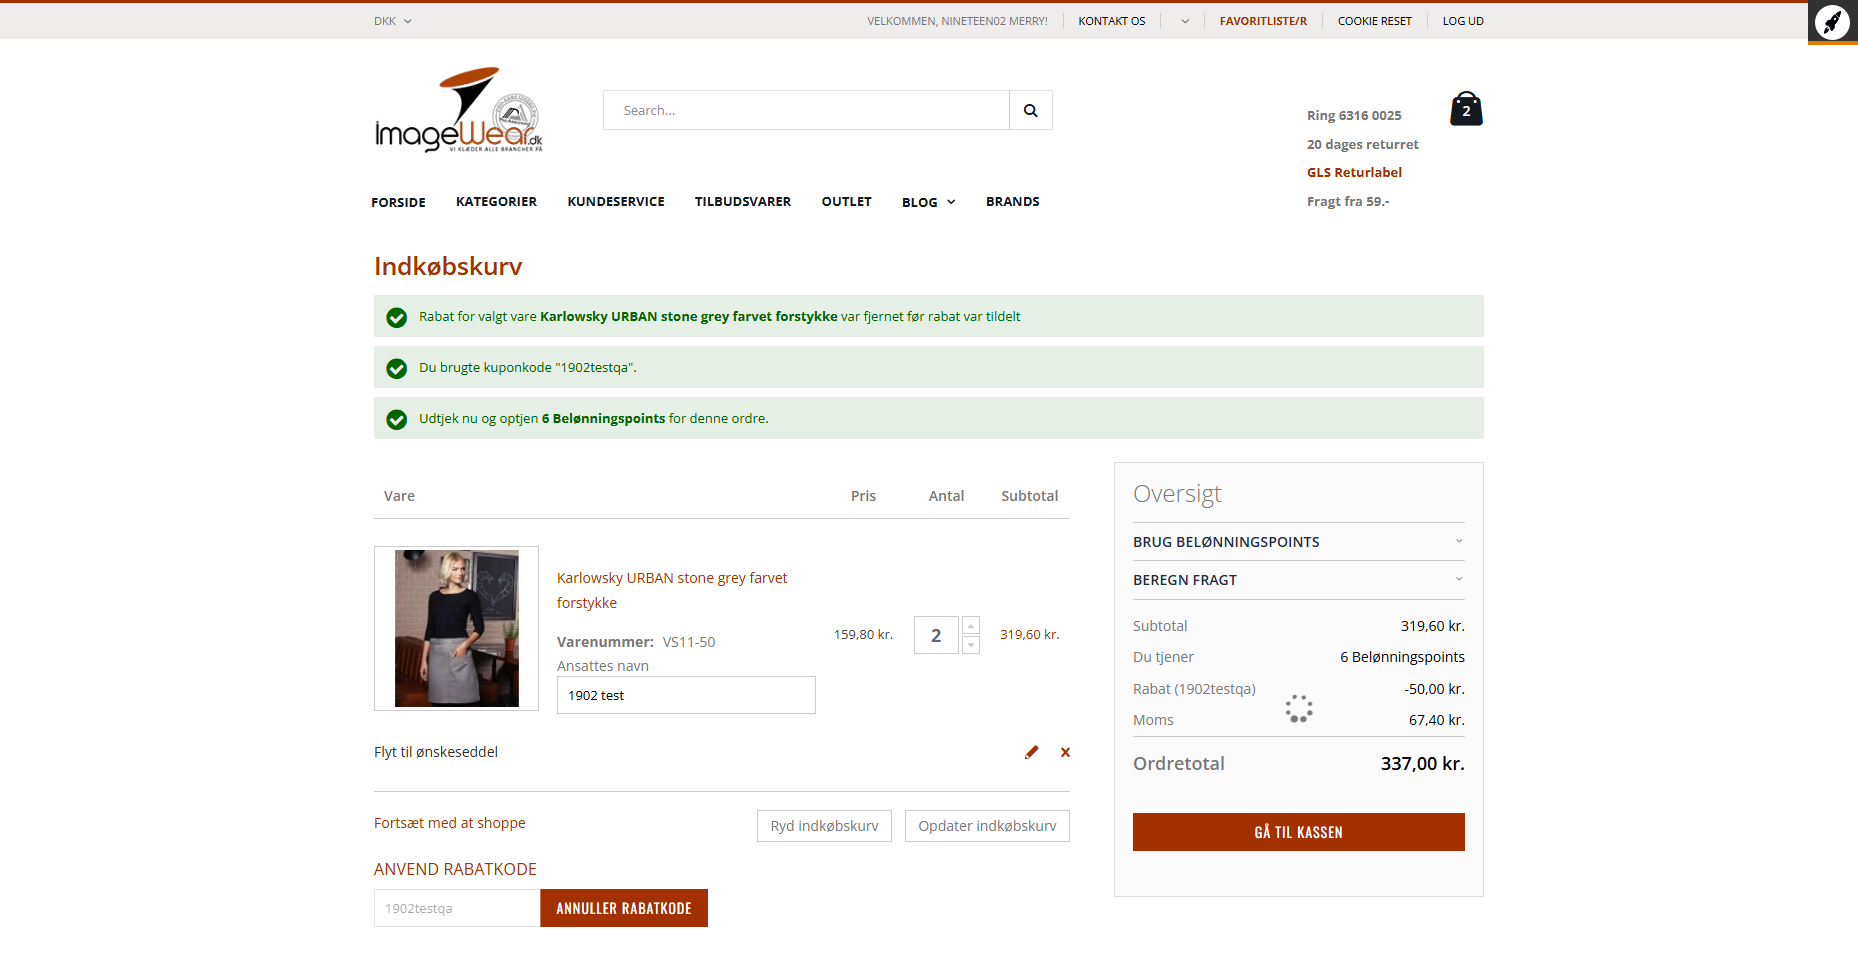 DKK
VELKOMMEN, NINETEEN02 MERRY!
KONTAKT OS
FAVORITLISTE/R
COOKIE RESET
LOG UD
imageWear.dk
VI KLÆDER ALLE BRANCHER PÅ
Search...
Ring 6316 0025
20 dages returret
GLS Returlabel
Fragt fra 59.-
2
FORSIDE
KATEGORIER
KUNDESERVICE
TILBUDSVARER
OUTLET
BLOG
BRANDS
Indkøbskurv
Rabat for valgt vare Karlowsky URBAN stone grey farvet forstykke var fjernet før rabat var tildelt
Du brugte kuponkode "1902testqa".
Udtjek nu og optjen 6 Belønningspoints for denne ordre.
Vare
Pris
Antal
Subtotal
Karlowsky URBAN stone grey farvet
forstykke
Varenummer: VS11-50
Ansattes navn
1902 test
159,80 kr.
2
319,60 kr.
Flyt til ønskeseddel
Fortsæt med at shoppe
Ryd indkøbskurv
Opdater indkøbskurv
ANVEND RABATKODE
1902testqa
ANNULLER RABATKODE
Oversigt
BRUG BELØNNINGSPOINTS
BEREGN FRAGT
Subtotal 319,60 kr.
Du tjener 6 Belønningspoints
Rabat (1902testqa) -50,00 kr.
Moms 67,40 kr.
Ordretotal 337,00 kr.
GÅ TIL KASSEN